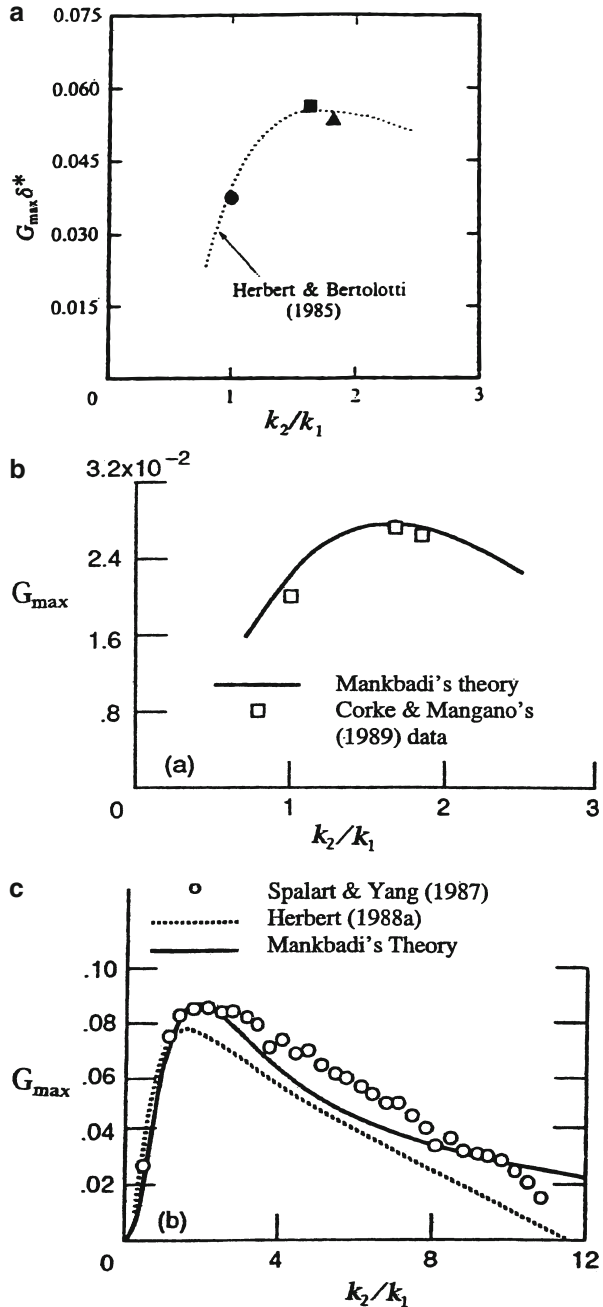 a
0.075
0.060
0.045
0.030
0.015
0
G_max δ*
Herbert & Bertolotti
(1985)
1
2
3
k₂/k₁
b
3.2x10⁻²
2.4
1.6
.8
0
G_max
Mankbadi's theory
Corke & Mangano's
(1989) data
(a)
1
2
3
k₂/k₁
c
Spalart & Yang (1987)
Herbert (1988a)
Mankbadi's Theory
.10
.08
.06
.04
.02
0
G_max
(b)
4
8
12
k₂/k₁